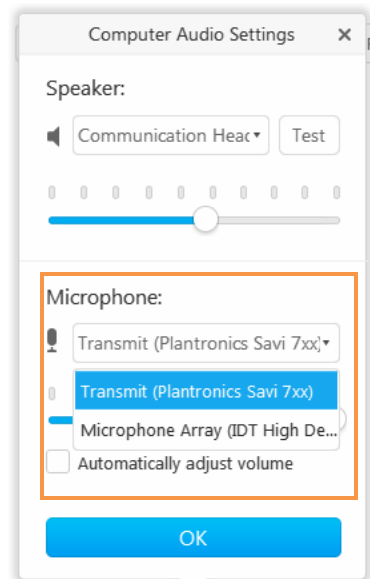 Computer Audio Settings
Speaker:
Communication Heac
Test
Microphone:
Transmit (Plantronics Savi 7xx)
Transmit (Plantronics Savi 7xx)
Microphone Array (IDT High De...
Automatically adjust volume
OK